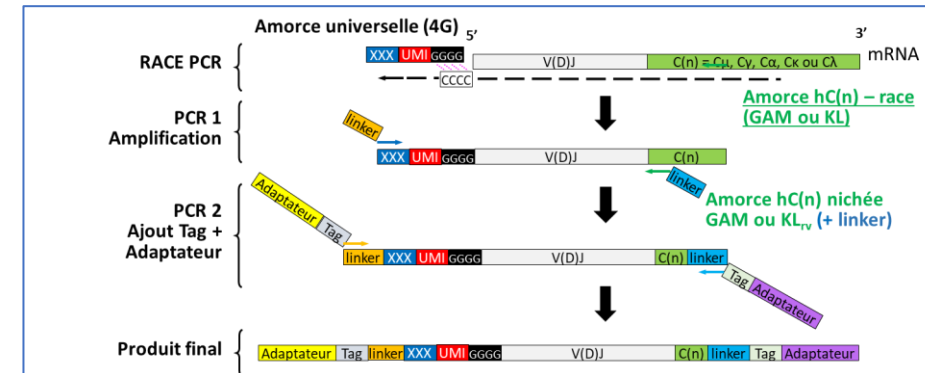 Amorce universelle (4G)
5’
3’
XXX UMI GGGG
mRNA
RACE PCR
V(D)J
C(n) = Cµ, Cγ, Cα, Cκ ou Cλ
CCCC
Amorce hC(n) – race
(GAM ou KL)
PCR 1
Amplification
linker
XXX UMI GGGG V(D)J C(n)
linker
Amorce hC(n) nichée
GAM ou KLrv (+ linker)
PCR 2
Ajout Tag +
Adaptateur
Adaptateur Tag
linker XXX UMI GGGG V(D)J C(n) linker
Tag Adaptateur
Produit final
Adaptateur Tag linker XXX UMI GGGG V(D)J C(n) linker Tag Adaptateur